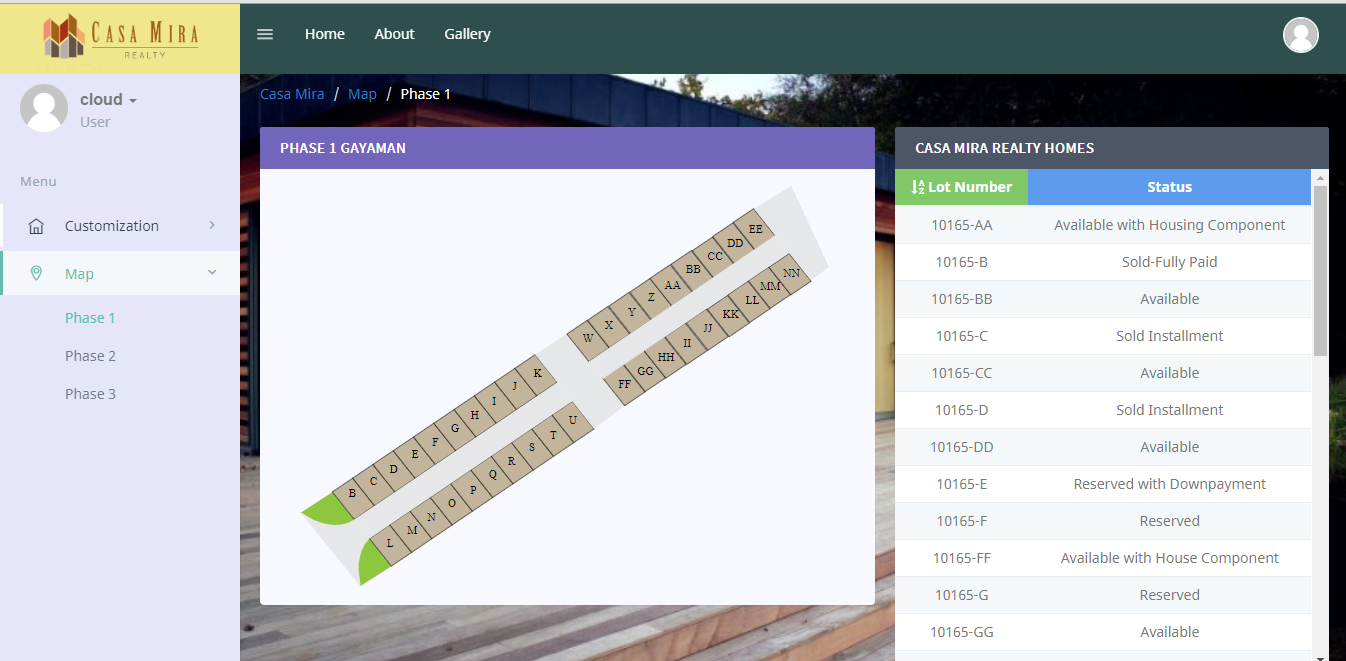 CASA MIRA
REALTY
Home About Gallery
cloud
User
Menu
Customization
Map
Phase 1
Phase 2
Phase 3
Casa Mira / Map / Phase 1
PHASE 1 GAYAMAN
EE
DD
CC
BB
AA
Z
Y
X
W
NN
MM
LL
KK
JJ
II
HH
GG
FF
K
J
I
H
G
F
E
D
C
B
U
T
S
R
Q
P
O
N
M
L
CASA MIRA REALTY HOMES
Lot Number Status
10165-AA Available with Housing Component
10165-B Sold-Fully Paid
10165-BB Available
10165-C Sold Installment
10165-CC Available
10165-D Sold Installment
10165-DD Available
10165-E Reserved with Downpayment
10165-F Reserved
10165-FF Available with House Component
10165-G Reserved
10165-GG Available